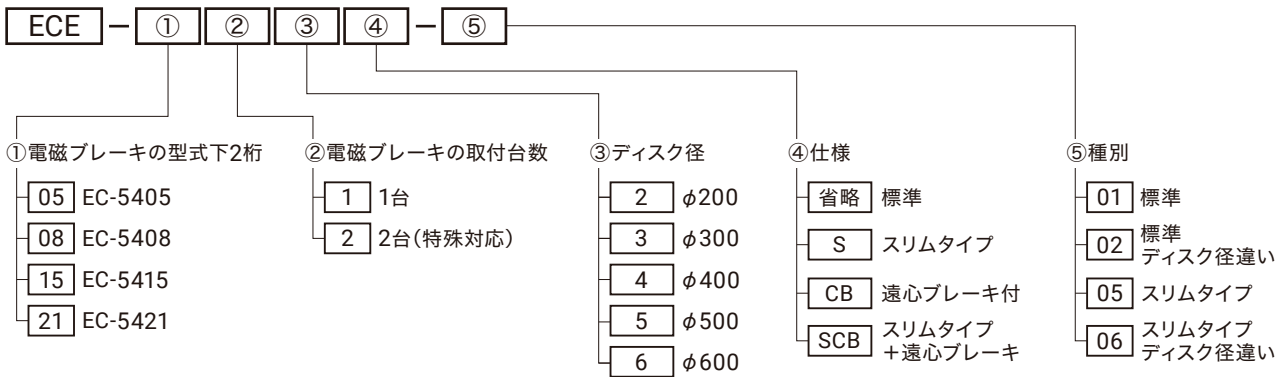 ECE － ① ② ③ ④ － ⑤
①電磁ブレーキの型式下2桁
05 EC-5405
08 EC-5408
15 EC-5415
21 EC-5421
②電磁ブレーキの取付台数
1 1台
2 2台(特殊対応)
③ディスク径
2 φ200
3 φ300
4 φ400
5 φ500
6 φ600
④仕様
省略 標準
S スリムタイプ
CB 遠心ブレーキ付
SCB スリムタイプ
＋遠心ブレーキ
⑤種別
01 標準
02 標準
ディスク径違い
05 スリムタイプ
06 スリムタイプ
ディスク径違い